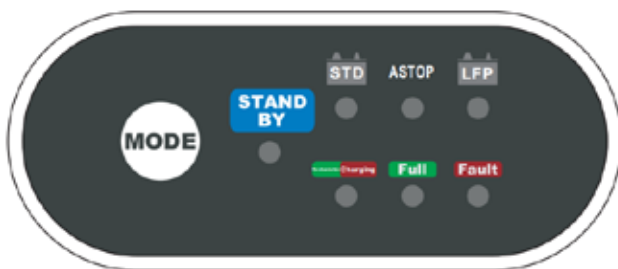 STD ASTOP LFP
STAND
BY
MODE
Charging Full Fault